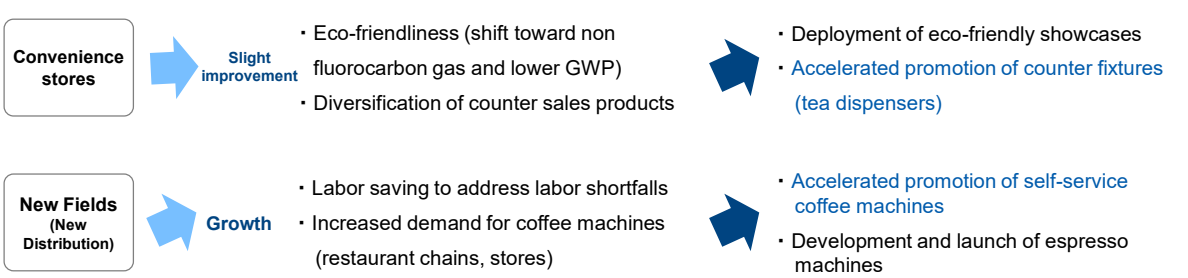 Convenience
stores
Slight
improvement
・Eco-friendliness (shift toward non
fluorocarbon gas and lower GWP)
・Diversification of counter sales products
・Deployment of eco-friendly showcases
・Accelerated promotion of counter fixtures
(tea dispensers)
New Fields
(New
Distribution)
Growth
・Labor saving to address labor shortfalls
・Increased demand for coffee machines
(restaurant chains, stores)
・Accelerated promotion of self-service
coffee machines
・Development and launch of espresso
machines